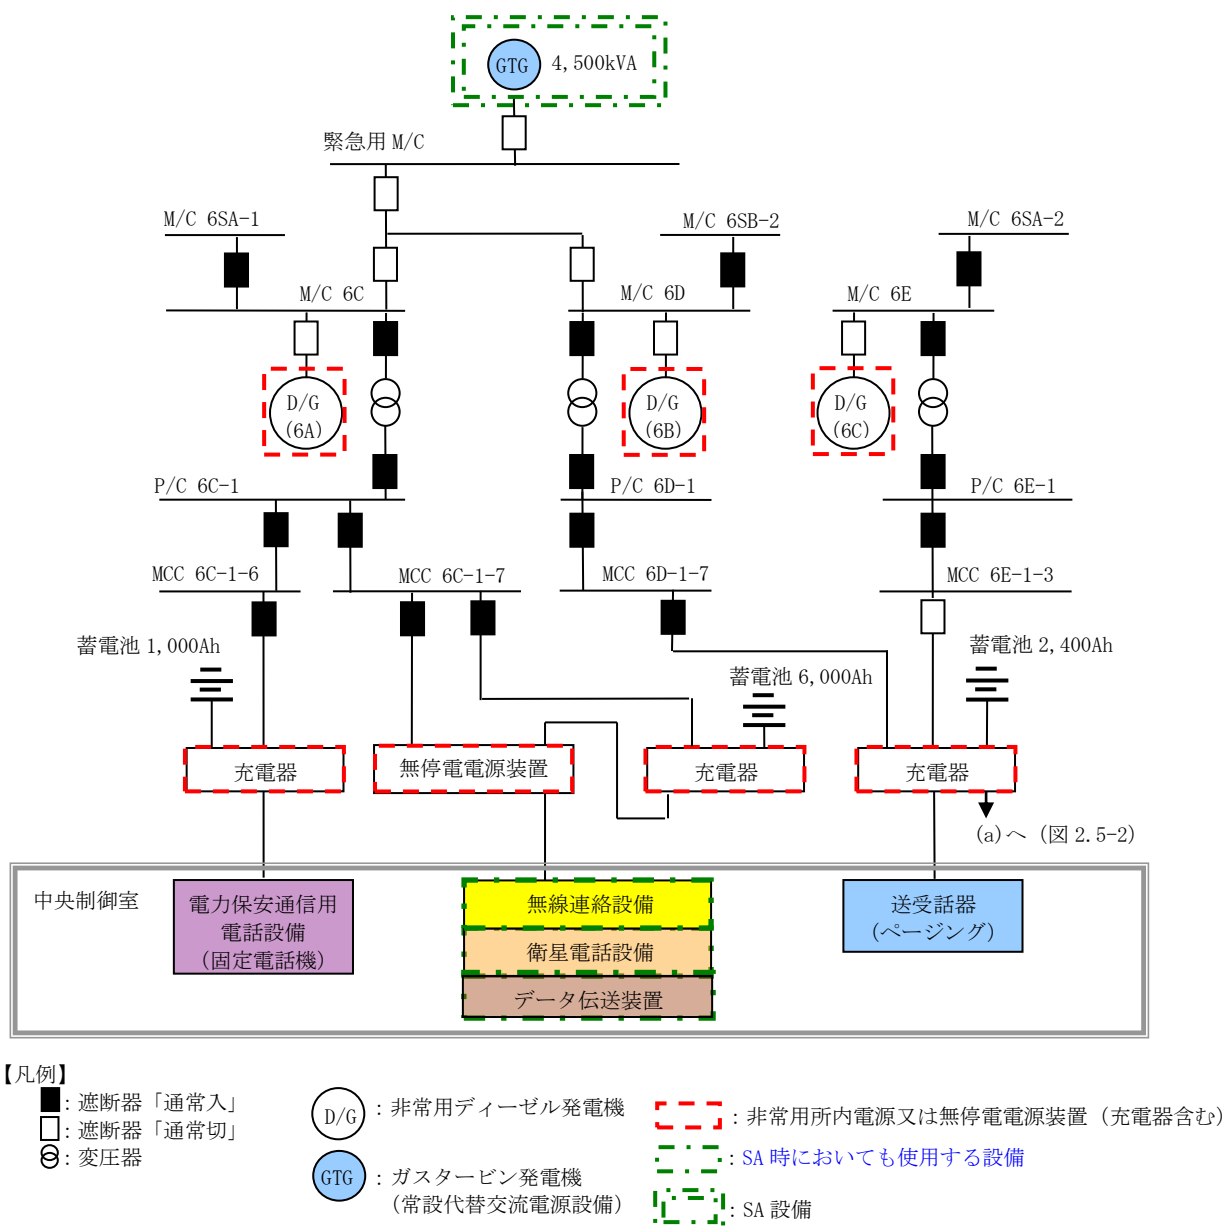 GTG 4,500kVA
緊急用 M/C
M/C 6SA-1
M/C 6SB-2
M/C 6SA-2
M/C 6C
M/C 6D
M/C 6E
D/G
(6A)
D/G
(6B)
D/G
(6C)
P/C 6C-1
P/C 6D-1
P/C 6E-1
MCC 6C-1-6
MCC 6C-1-7
MCC 6D-1-7
MCC 6E-1-3
蓄電池 1,000Ah
蓄電池 6,000Ah
蓄電池 2,400Ah
充電器
無停電電源装置
充電器
充電器
(a)へ（図 2.5-2）
中央制御室
電力保安通信用
電話設備
（固定電話機）
無線連絡設備
衛星電話設備
データ伝送装置
送受話器
（ページング）
【凡例】
：遮断器「通常入」
：遮断器「通常切」
：変圧器
D/G ：非常用ディーゼル発電機
GTG ：ガスタービン発電機
（常設代替交流電源設備）
：非常用所内電源又は無停電電源装置（充電器含む）
：SA 時においても使用する設備
：SA 設備